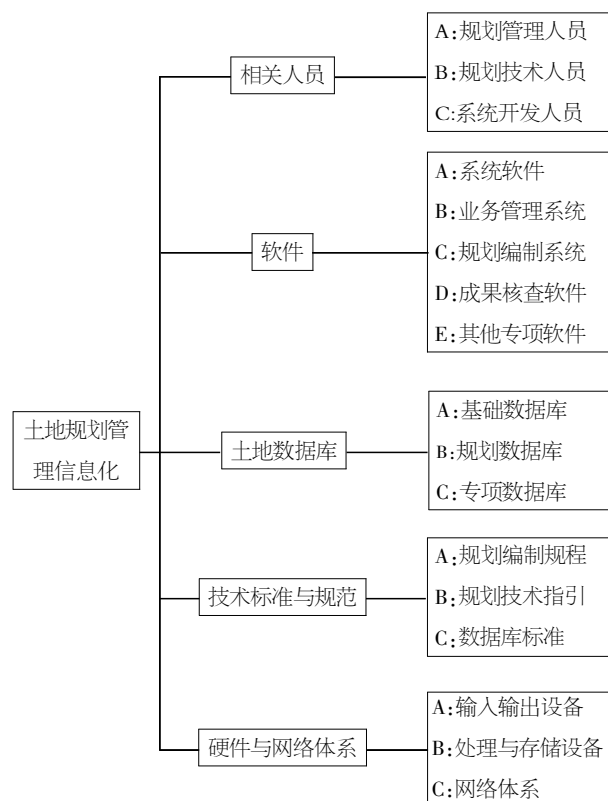 相关人员
A:规划管理人员
B:规划技术人员
C:系统开发人员
软件
A:系统软件
B:业务管理系统
C:规划编制系统
D:成果核查软件
E:其他专项软件
土地规划管
理信息化
土地数据库
A:基础数据库
B:规划数据库
C:专项数据库
技术标准与规范
A:规划编制规程
B:规划技术指引
C:数据库标准
硬件与网络体系
A:输入输出设备
B:处理与存储设备
C:网络体系